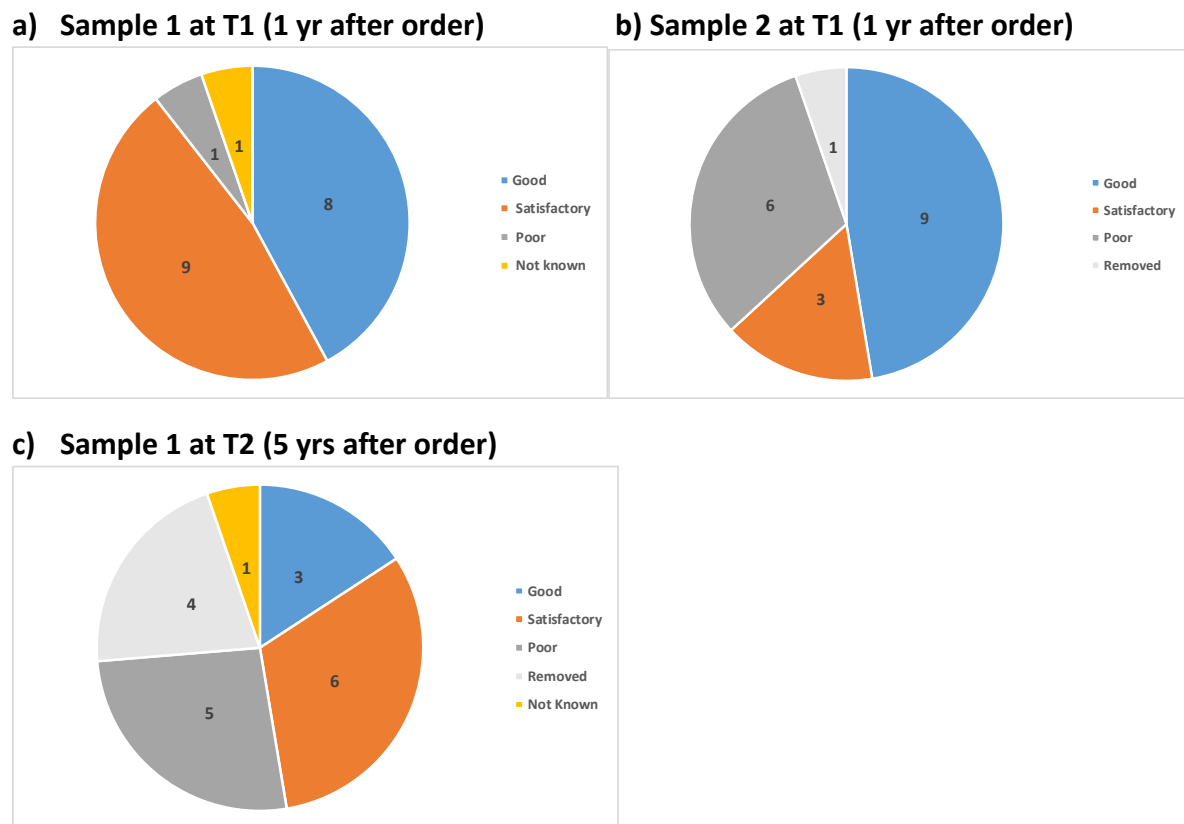 a) Sample 1 at T1 (1 yr after order)
b) Sample 2 at T1 (1 yr after order)
1
1
8
9
Good
Satisfactory
Poor
Not known
1
6
9
3
Good
Satisfactory
Poor
Removed
c) Sample 1 at T2 (5 yrs after order)
1
3
4
6
5
Good
Satisfactory
Poor
Removed
Not Known